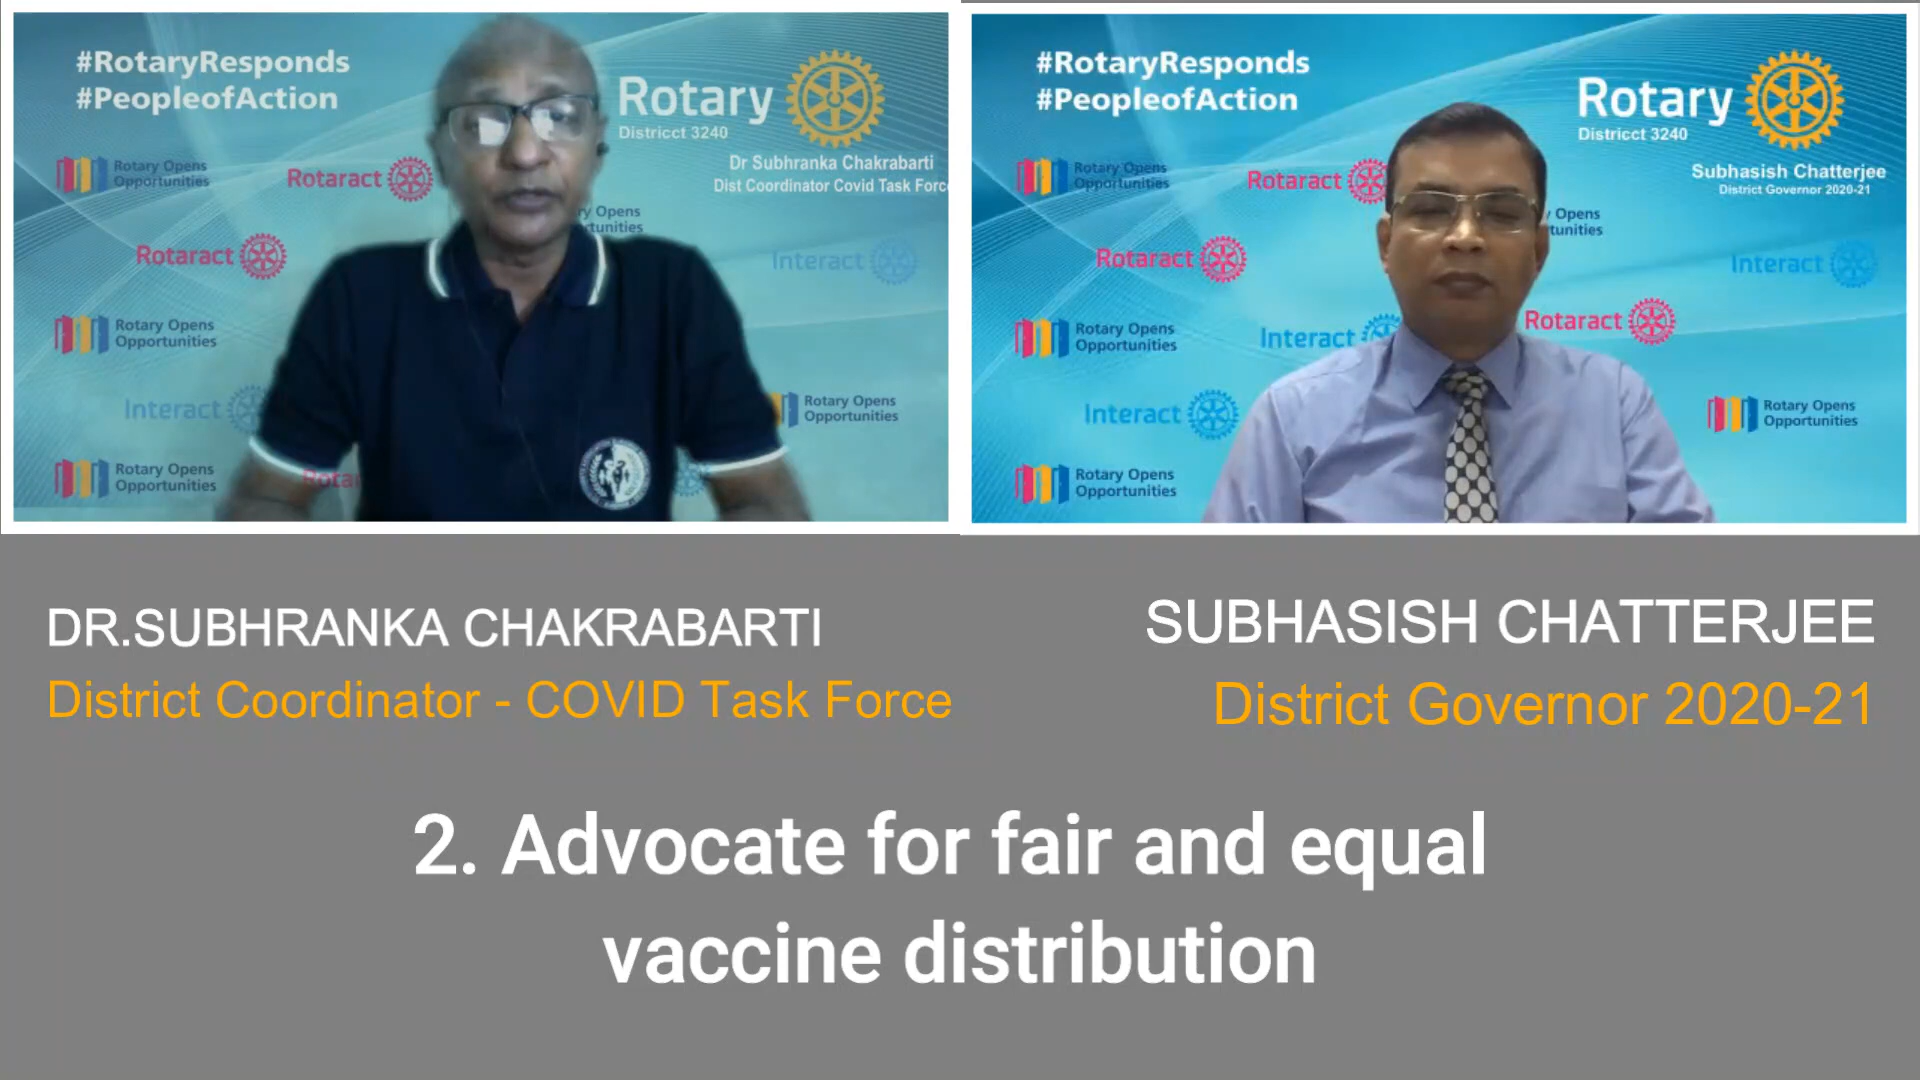 #RotaryResponds
#PeopleofAction
Rotary
Districct 3240
Dr Subhranka Chakrabarti
Dist Coordinator Covid Task Force
Rotary Opens
Opportunities
Rotaract
Opens
Rotaract
Interact
Rotary Opens
Opportunities
Interact
Rotary Opens
Opportunities
Rotary Opens
Opportunities
#RotaryResponds
#PeopleofAction
Rotary
Districct 3240
Subhasish Chatterjee
District Governor 2020-21
Rotary Opens
Opportunities
Rotaract
Opens
Rotaract
Interact
Rotary Opens
Opportunities
Interact
Rotaract
Interact
Rotary Opens
Opportunities
Rotary Opens
Opportunities
DR.SUBHRANKA CHAKRABARTI
District Coordinator - COVID Task Force
SUBHASISH CHATTERJEE
District Governor 2020-21
2. Advocate for fair and equal
vaccine distribution